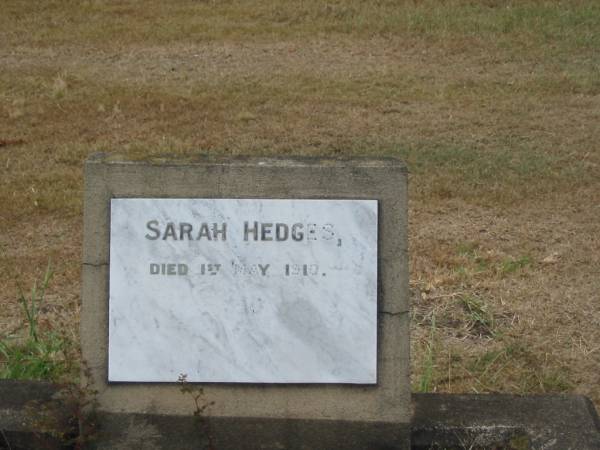 SARAH HEDGES,
DIED 1ST MAY 1910.